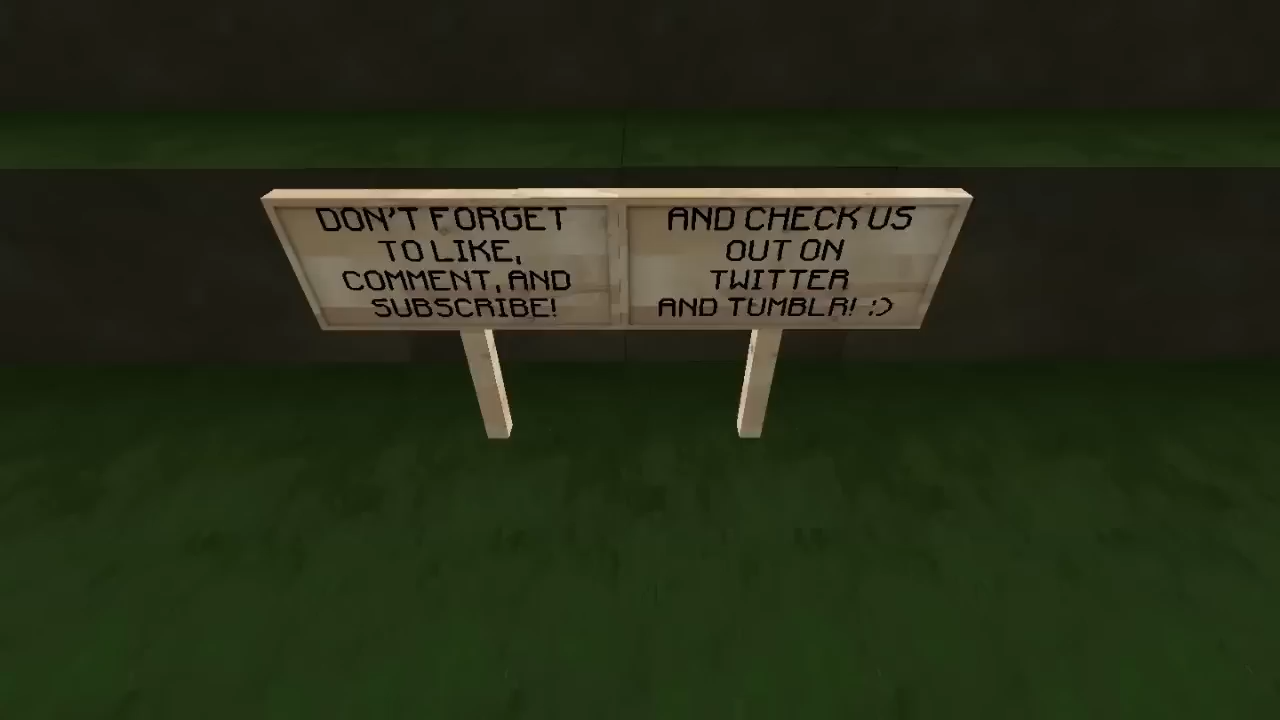 DON'T FORGET
TO LIKE,
COMMENT, AND
SUBSCRIBE!
AND CHECK US
OUT ON
TWITTER
AND TUMBLR! :)